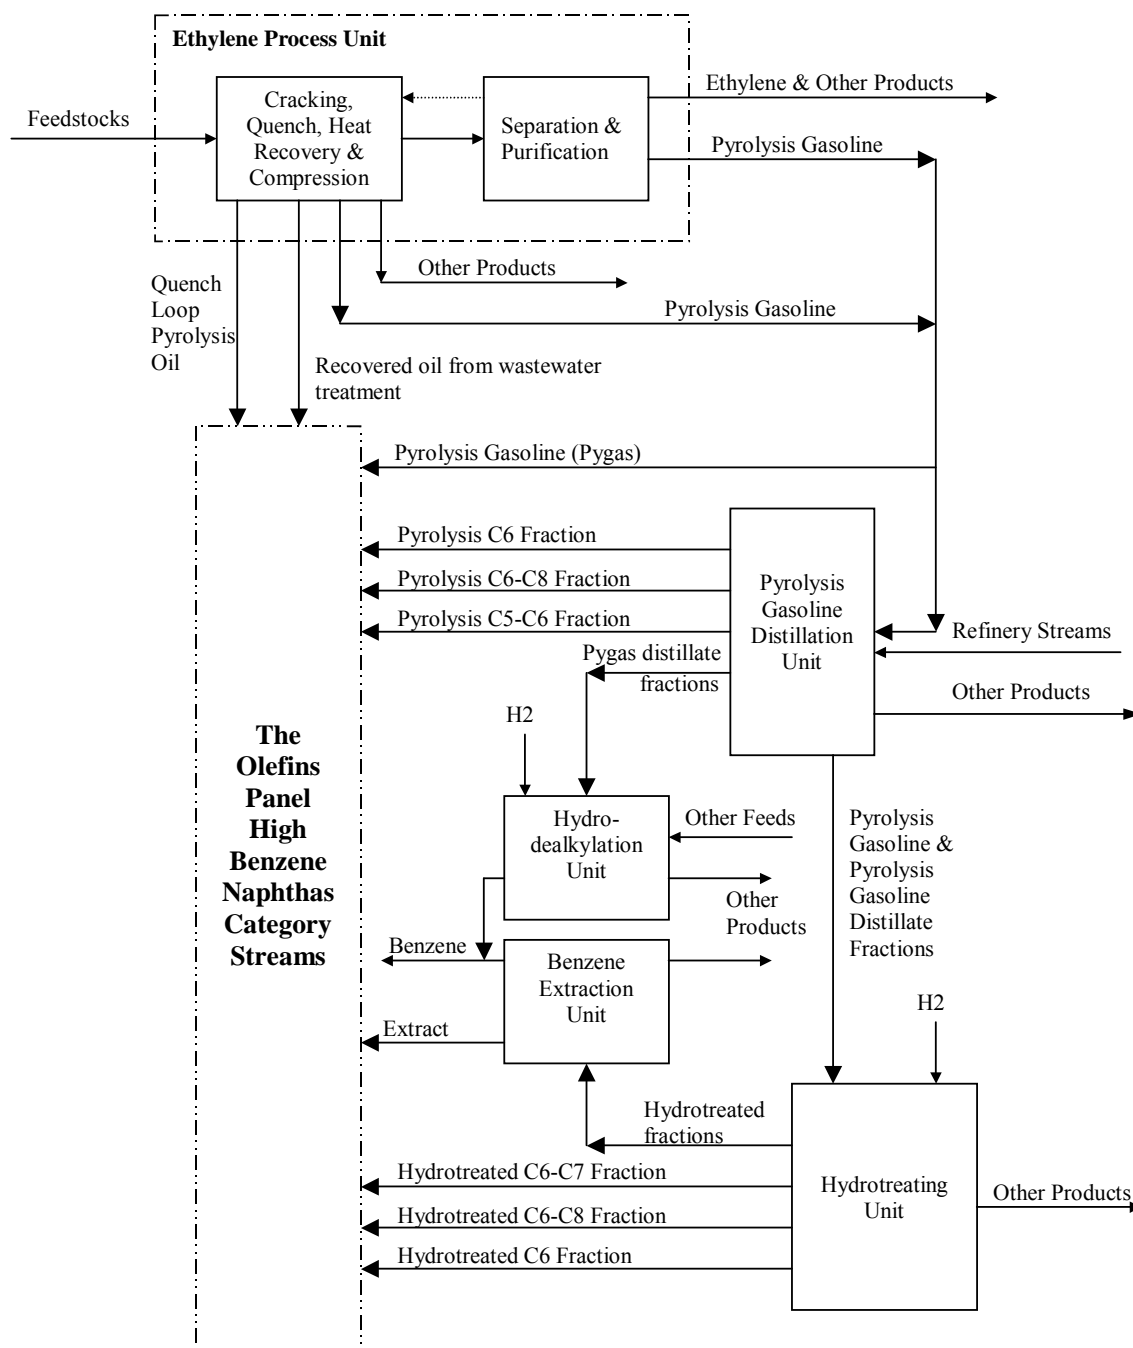 Ethylene Process Unit
Feedstocks
Cracking,
Quench, Heat
Recovery &
Compression
Separation &
Purification
Ethylene & Other Products
Pyrolysis Gasoline
Other Products
Quench
Loop
Pyrolysis
Oil
Pyrolysis Gasoline
Recovered oil from wastewater
treatment
Pyrolysis Gasoline (Pygas)
Pyrolysis C6 Fraction
Pyrolysis C6-C8 Fraction
Pyrolysis C5-C6 Fraction
Pyrolysis
Gasoline
Distillation
Unit
Refinery Streams
Other Products
Pygas distillate
fractions
H2
The
Olefins
Panel
High
Benzene
Naphthas
Category
Streams
Hydro-
dealkylation
Unit
Other Feeds
Other
Products
Pyrolysis
Gasoline &
Pyrolysis
Gasoline
Distillate
Fractions
Benzene
Benzene
Extraction
Unit
Extract
H2
Hydrotreated
fractions
Hydrotreated C6-C7 Fraction
Hydrotreated C6-C8 Fraction
Hydrotreated C6 Fraction
Hydrotreating
Unit
Other Products